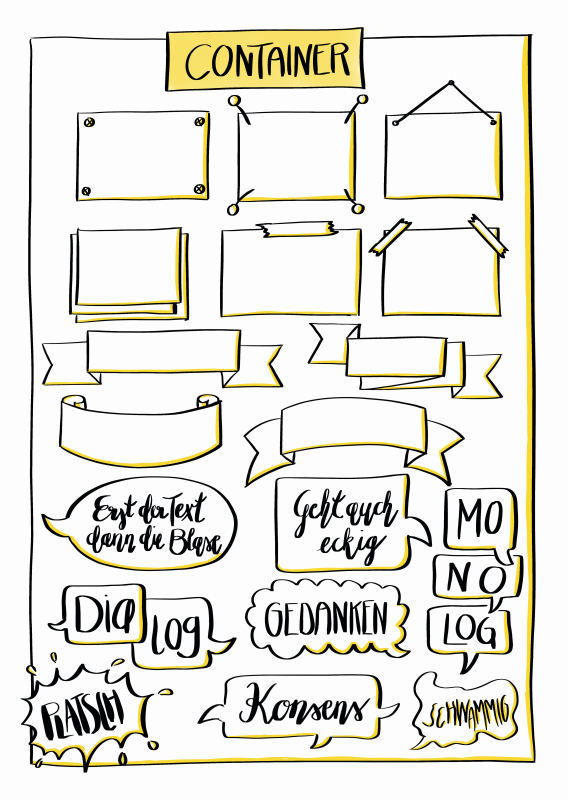 CONTAINER
Erst der Text
dann die Blase
Geht auch
eckig
MO
NO
LOG
Dia
log
GEDANKEN
PLATSCH
Konsens
SCHWAMMIG